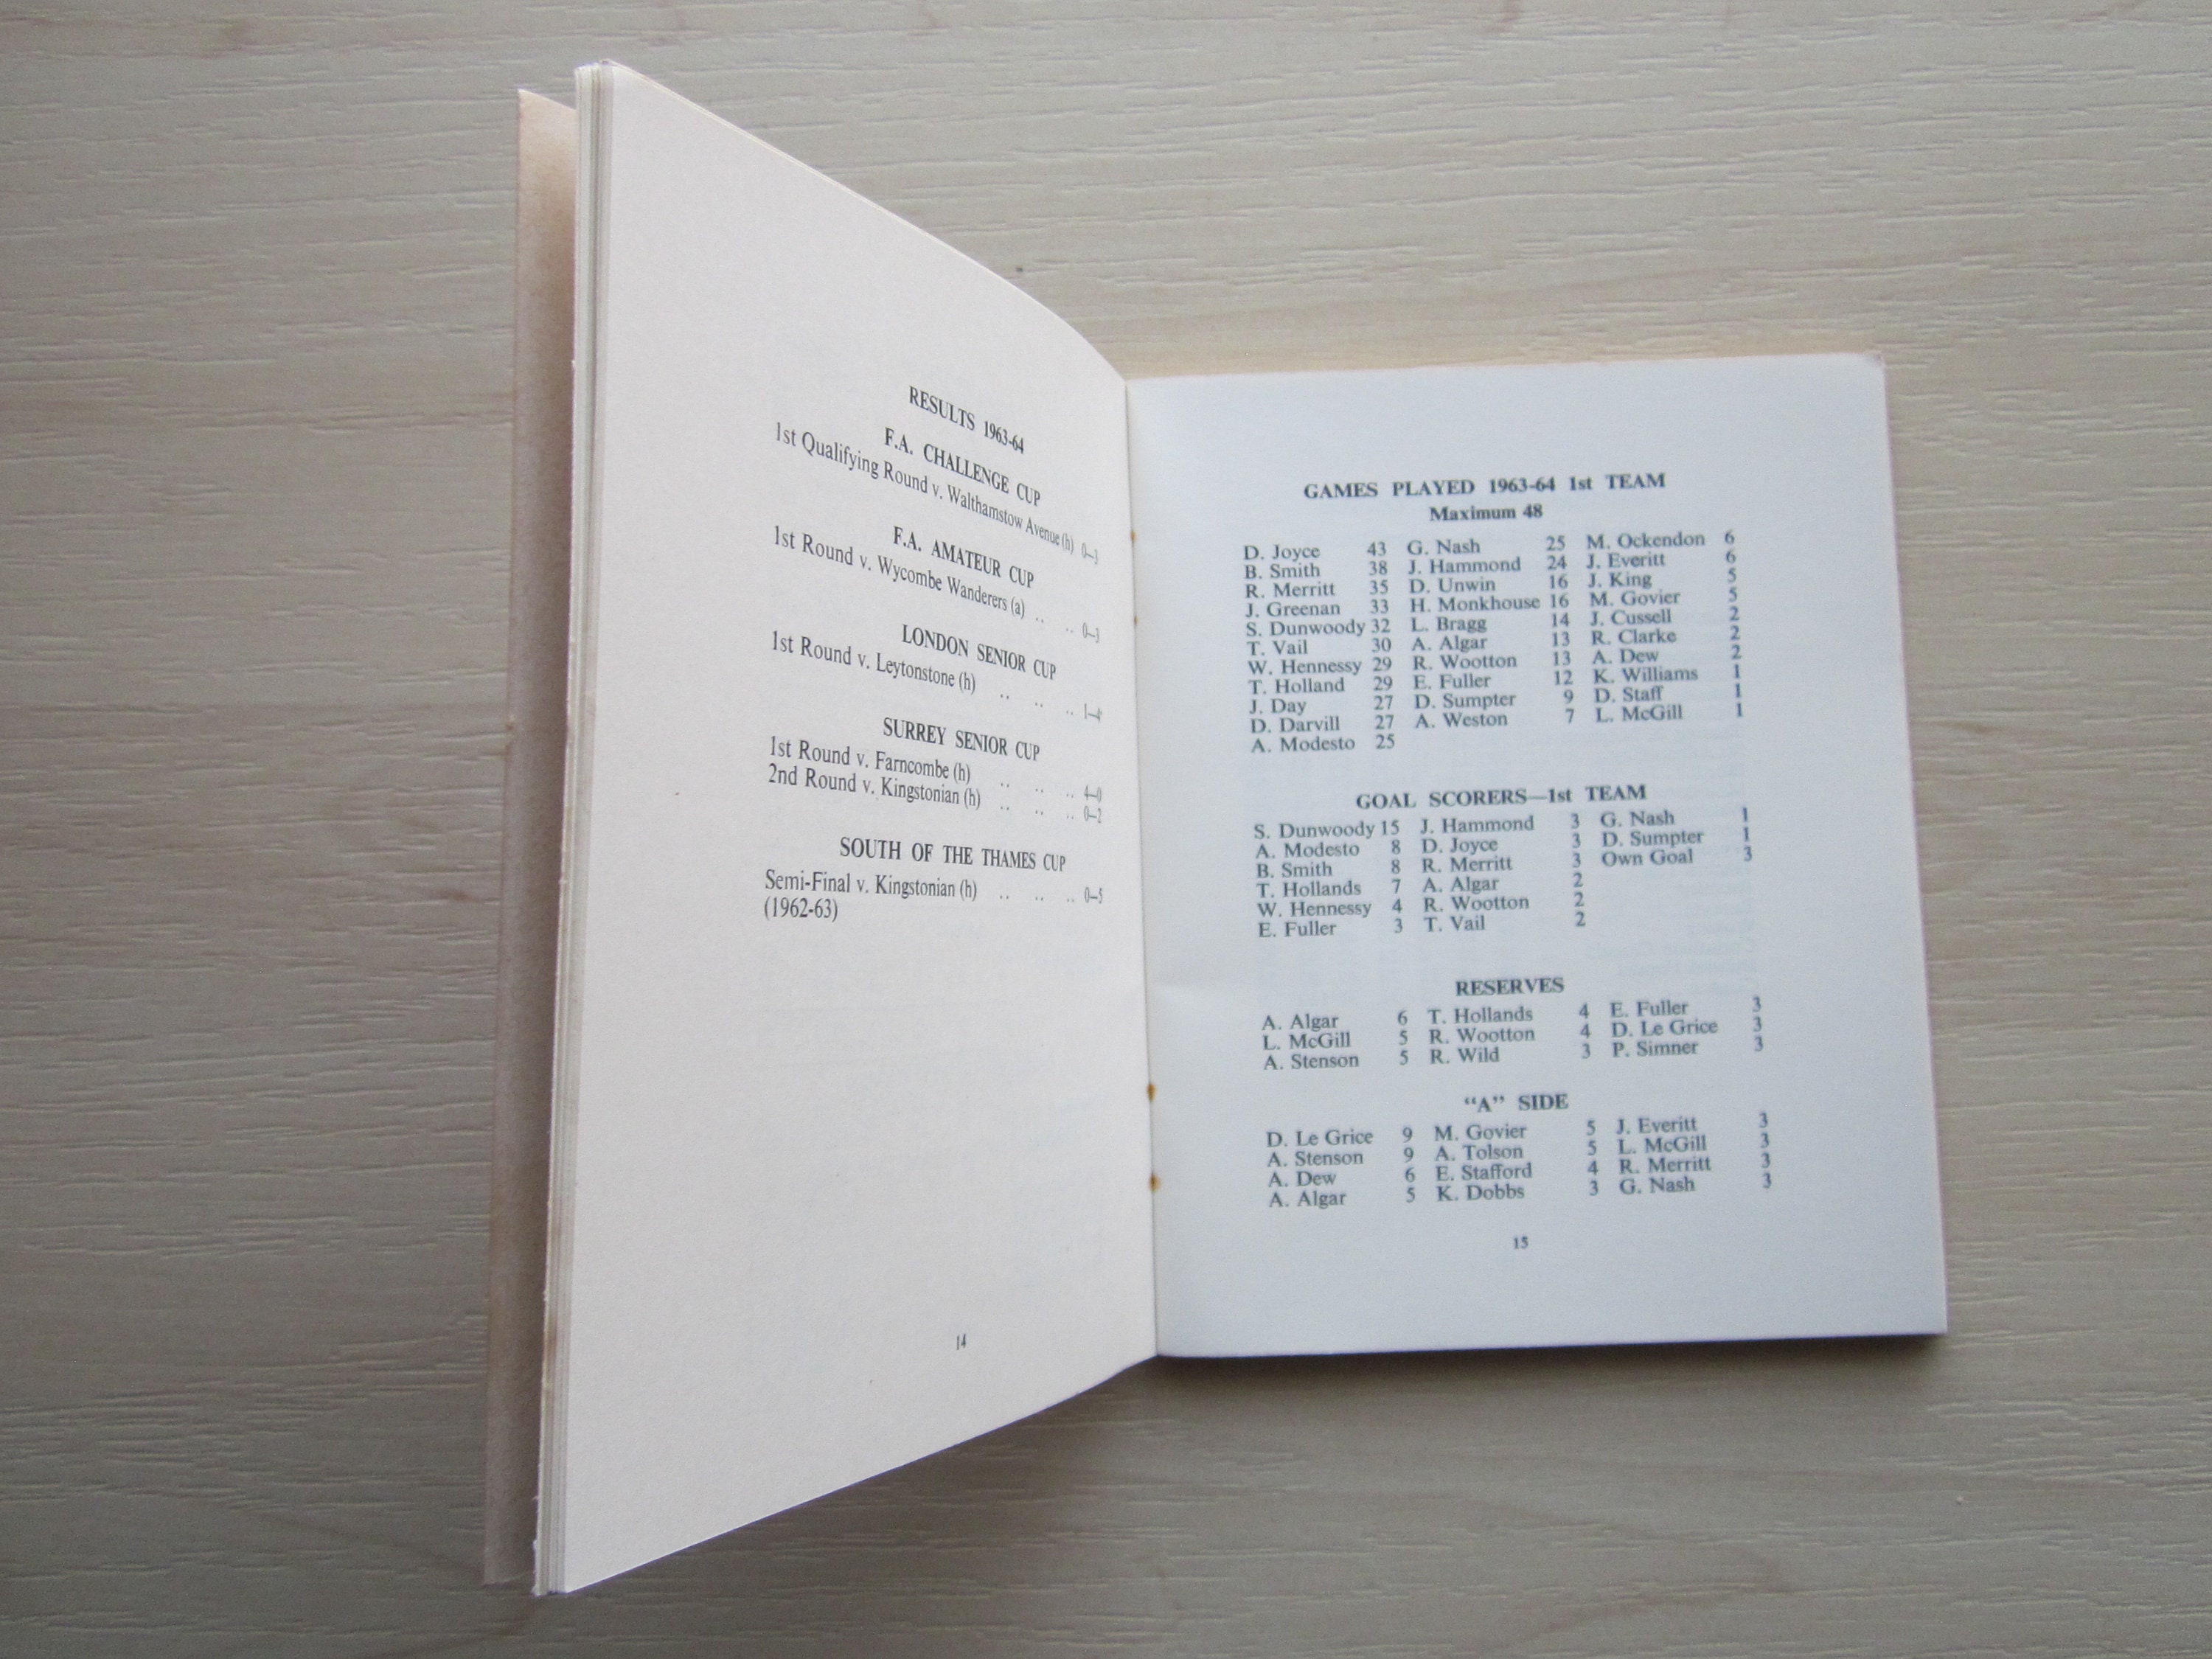 RESULTS 1963-64
F.A. CHALLENGE CUP
1st Qualifying Round v. Walthamstow Avenue (h) 0—3
F.A. AMATEUR CUP
1st Round v. Wycombe Wanderers (a) .. .. 0—3
LONDON SENIOR CUP
1st Round v. Leytonstone (h) .. .. .. 1—4
SURREY SENIOR CUP
1st Round v. Farncombe (h) .. .. .. 4—0
2nd Round v. Kingstonian (h) .. .. .. 0—2
SOUTH OF THE THAMES CUP
Semi-Final v. Kingstonian (h) .. .. .. 0—5
(1962-63)
14
GAMES PLAYED 1963-64 1st TEAM
Maximum 48
D. Joyce 43 G. Nash 25 M. Ockendon 6
B. Smith 38 J. Hammond 24 J. Everitt 6
R. Merritt 35 D. Unwin 16 J. King 5
J. Greenan 33 H. Monkhouse 16 M. Govier 5
S. Dunwoody 32 L. Bragg 14 J. Cussell 2
T. Vail 30 A. Algar 13 R. Clarke 2
W. Hennessy 29 R. Wootton 13 A. Dew 2
T. Holland 29 E. Fuller 12 K. Williams 1
J. Day 27 D. Sumpter 9 D. Staff 1
D. Darvill 27 A. Weston 7 L. McGill 1
A. Modesto 25
GOAL SCORERS—1st TEAM
S. Dunwoody 15 J. Hammond 3 G. Nash 1
A. Modesto 8 D. Joyce 3 D. Sumpter 1
B. Smith 8 R. Merritt 3 Own Goal 3
T. Hollands 7 A. Algar 2
W. Hennessy 4 R. Wootton 2
E. Fuller 3 T. Vail 2
RESERVES
A. Algar 6 T. Hollands 4 E. Fuller 3
L. McGill 5 R. Wootton 4 D. Le Grice 3
A. Stenson 5 R. Wild 3 P. Simner 3
“A” SIDE
D. Le Grice 9 M. Govier 5 J. Everitt 3
A. Stenson 9 A. Tolson 5 L. McGill 3
A. Dew 6 E. Stafford 4 R. Merritt 3
A. Algar 5 K. Dobbs 3 G. Nash 3
15